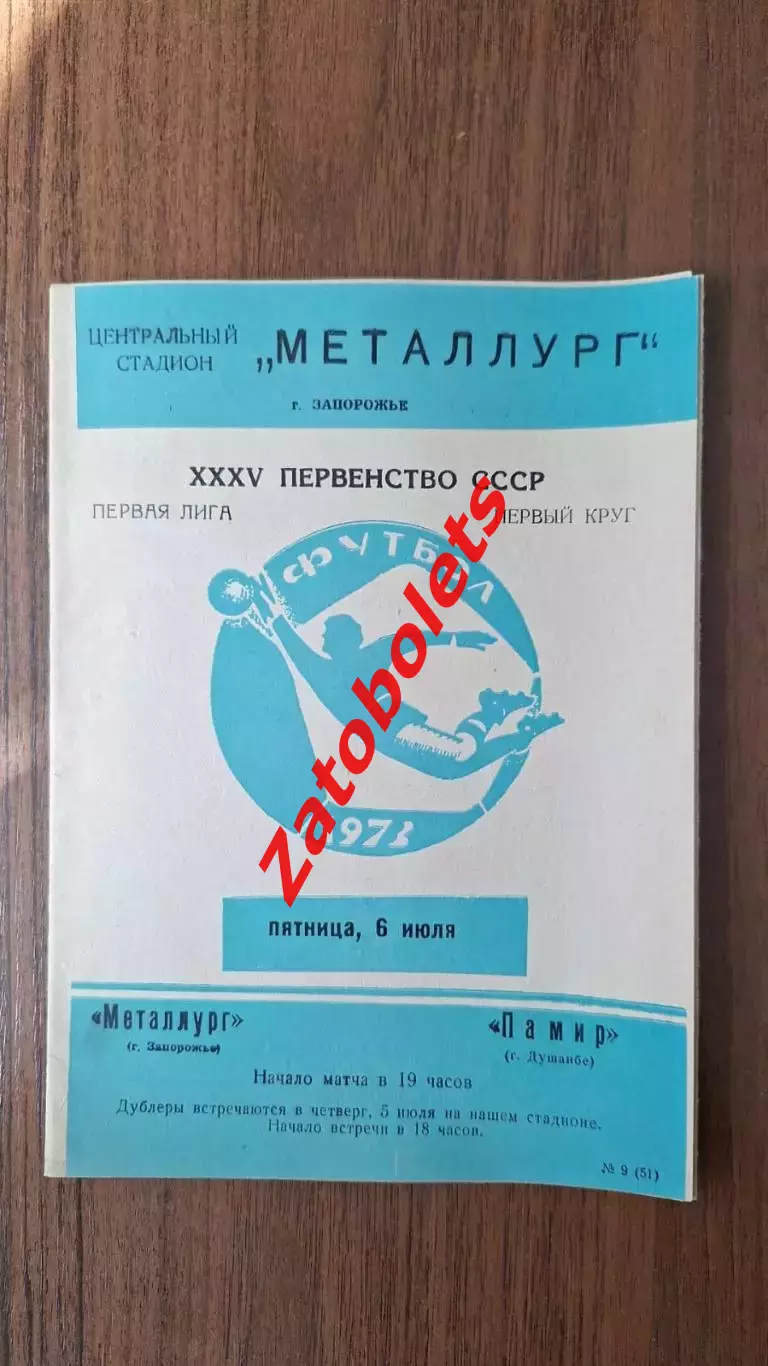 ЦЕНТРАЛЬНЫЙ
СТАДИОН
„МЕТАЛЛУРГ“
г. ЗАПОРОЖЬЕ
XXXV ПЕРВЕНСТВО СССР
ПЕРВАЯ ЛИГА ПЕРВЫЙ КРУГ
ФУТБОЛ
1973
Zatobolets
пятница, 6 июля
«Металлург» «Памир»
(г. Запорожье) (г. Душанбе)
Начало матча в 19 часов
Дублеры встречаются в четверг, 5 июля на нашем стадионе.
Начало встречи в 18 часов.
№ 9 (51)